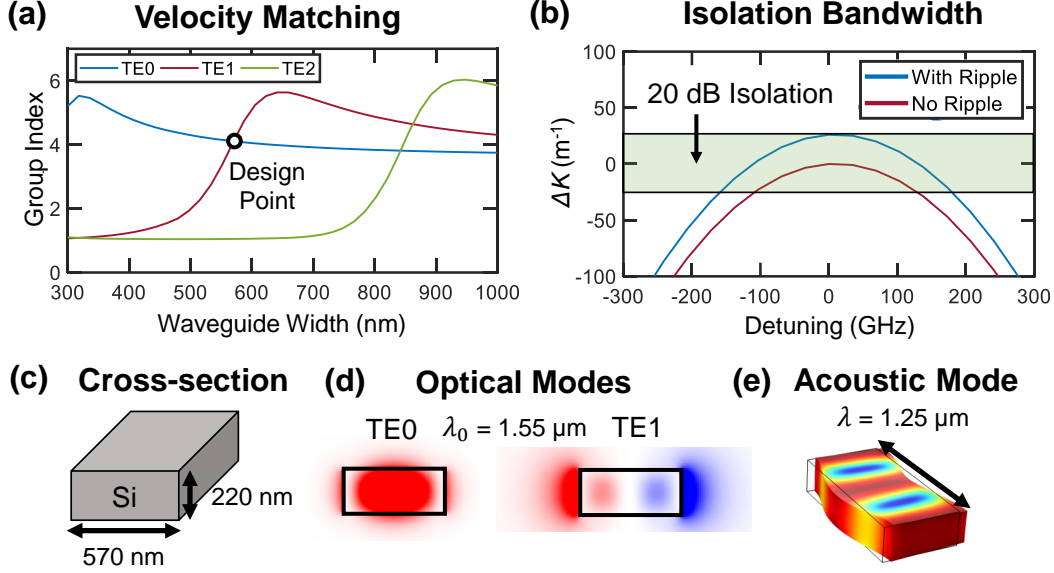 (a) Velocity Matching
TE0 TE1 TE2
6
4
2
0
Group Index
Design
Point
300 400 500 600 700 800 900 1000
Waveguide Width (nm)
(b) Isolation Bandwidth
With Ripple
No Ripple
20 dB Isolation
100
50
0
-50
-100
ΔK (m⁻¹)
-300 -200 -100 0 100 200 300
Detuning (GHz)
(c) Cross-section
Si
220 nm
570 nm
(d) Optical Modes
TE0 λ₀ = 1.55 μm TE1
(e) Acoustic Mode
λ = 1.25 μm